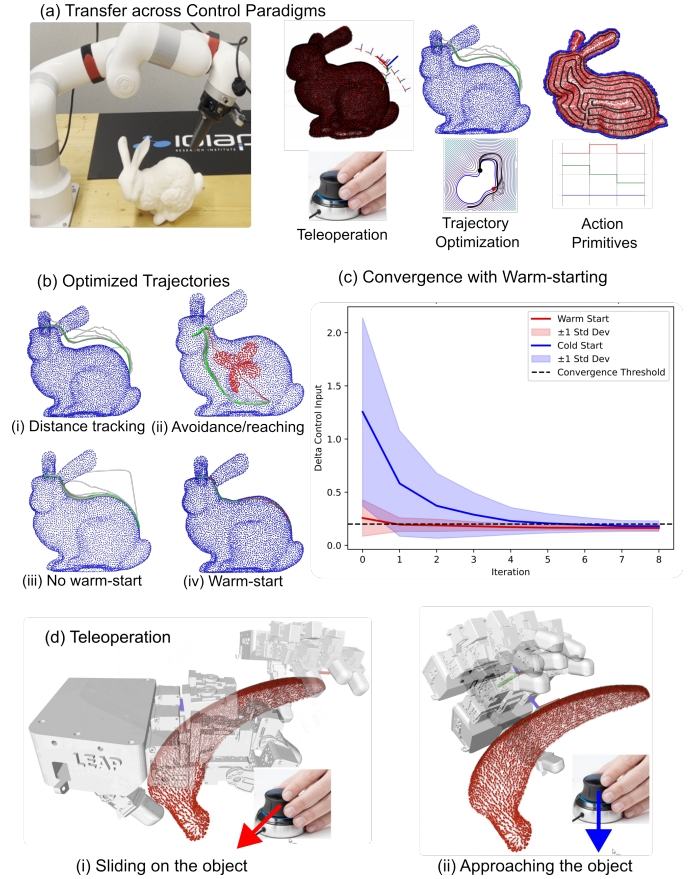 (a) Transfer across Control Paradigms
idiap
RESEARCH INSTITUTE
Teleoperation
Trajectory
Optimization
Action
Primitives
(b) Optimized Trajectories
(i) Distance tracking
(ii) Avoidance/reaching
(iii) No warm-start
(iv) Warm-start
(c) Convergence with Warm-starting
Delta Control Input
2.0
1.5
1.0
0.5
0.0
Warm Start
±1 Std Dev
Cold Start
±1 Std Dev
Convergence Threshold
0 1 2 3 4 5 6 7 8
Iteration
(d) Teleoperation
LEAP
(i) Sliding on the object
(ii) Approaching the object